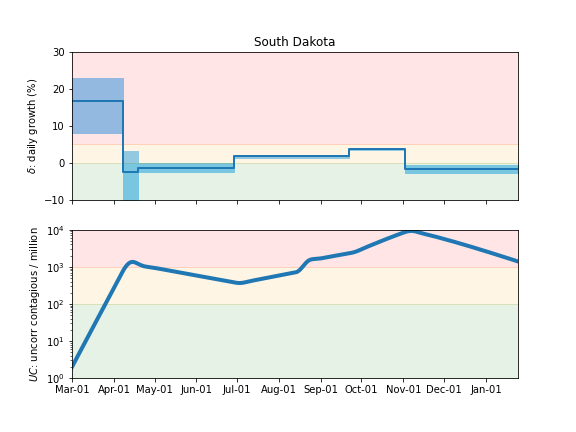 South Dakota
δ: daily growth (%)
30
20
10
0
−10
UC: uncorr contagious / million
10⁴
10³
10²
10¹
10⁰
Mar-01 Apr-01 May-01 Jun-01 Jul-01 Aug-01 Sep-01 Oct-01 Nov-01 Dec-01 Jan-01